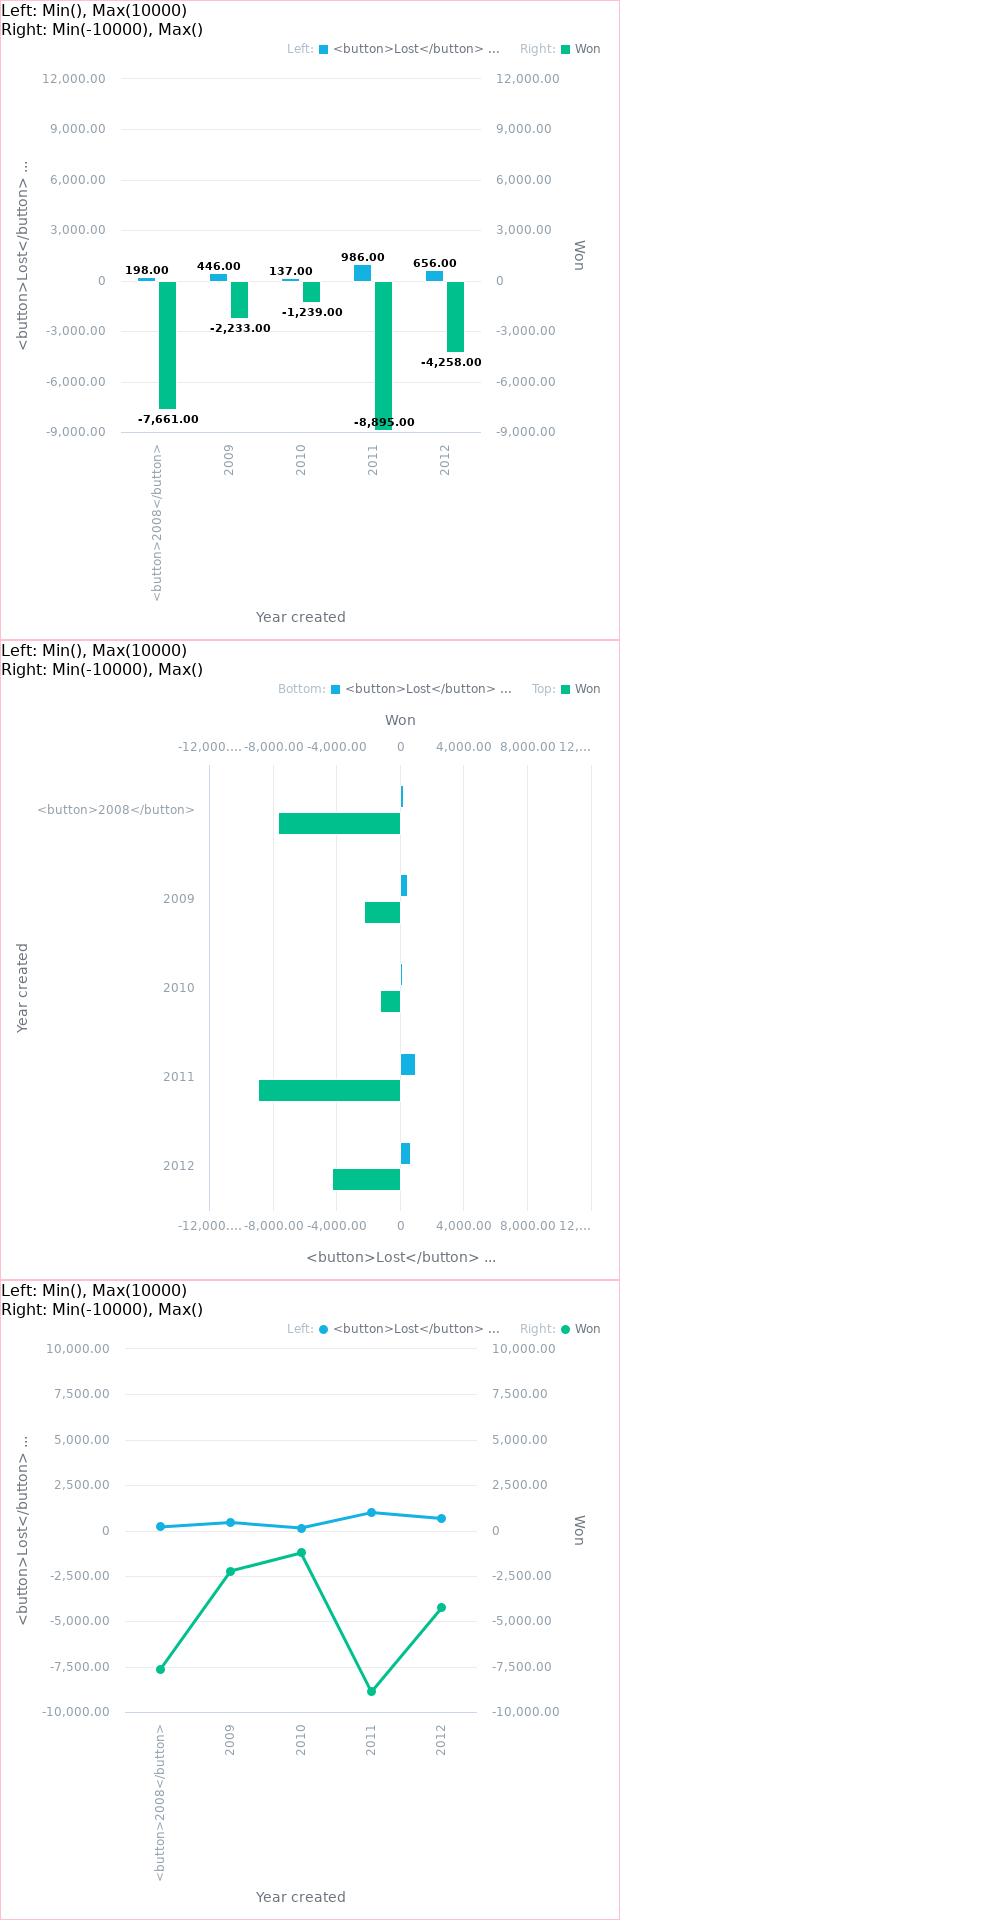 Left: Min(), Max(10000)
Right: Min(-10000), Max()
Left: <button>Lost</button> ... Right: Won
12,000.00 12,000.00
9,000.00 9,000.00
6,000.00 6,000.00
3,000.00 3,000.00
0 0
-3,000.00 -3,000.00
-6,000.00 -6,000.00
-9,000.00 -9,000.00
<button>Lost</button> ...
Won
198.00 446.00 137.00 986.00 656.00
-7,661.00 -2,233.00 -1,239.00 -8,895.00 -4,258.00
<button>2008</button> 2009 2010 2011 2012
Year created
Left: Min(), Max(10000)
Right: Min(-10000), Max()
Bottom: <button>Lost</button> ... Top: Won
Won
-12,000.... -8,000.00 -4,000.00 0 4,000.00 8,000.00 12,...
<button>2008</button>
2009
2010
2011
2012
Year created
-12,000.... -8,000.00 -4,000.00 0 4,000.00 8,000.00 12,...
<button>Lost</button> ...
Left: Min(), Max(10000)
Right: Min(-10000), Max()
Left: <button>Lost</button> ... Right: Won
10,000.00 10,000.00
7,500.00 7,500.00
5,000.00 5,000.00
2,500.00 2,500.00
0 0
-2,500.00 -2,500.00
-5,000.00 -5,000.00
-7,500.00 -7,500.00
-10,000.00 -10,000.00
<button>Lost</button> ...
Won
<button>2008</button> 2009 2010 2011 2012
Year created